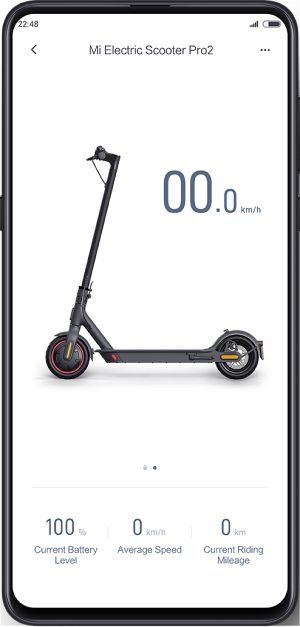 22:48
Mi Electric Scooter Pro2
00.0 km/h
100 % 0 km/h 0 km
Current Battery Level Average Speed Current Riding Mileage